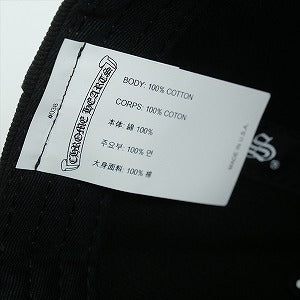 BODY: 100% COTTON
CORPS: 100% COTON
本体: 綿 100%
주요부: 100% 면
大身面料: 100% 棉
CHROME HEARTS
MADE IN U.S.A.
®